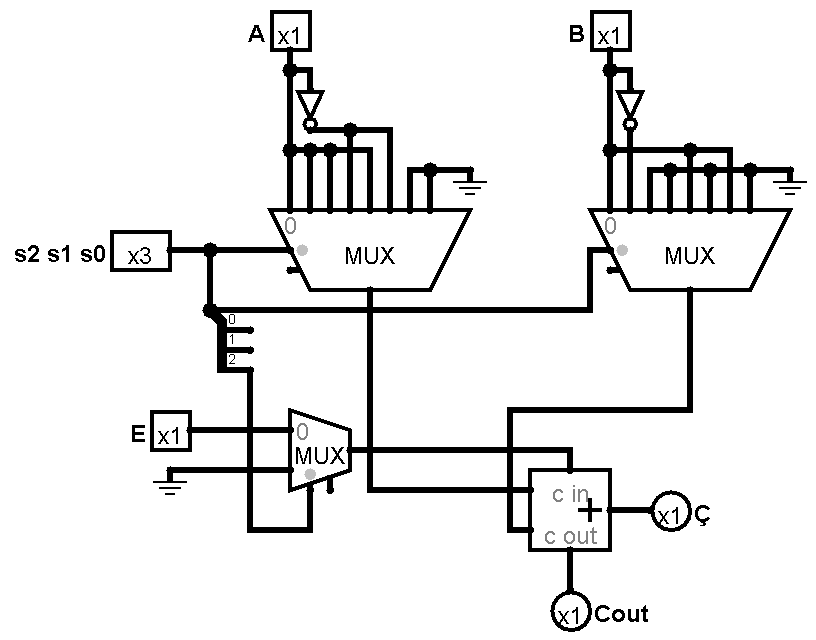 A x1
B x1
0
0
MUX
MUX
s2 s1 s0 x3
0
1
2
E x1
0
MUX
c in
+
x1 Ç
c out
x1 Cout